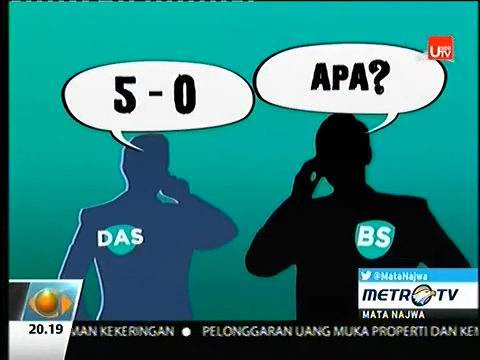 5 - 0
APA?
U TV
DAS
BS
@MataNajwa
METRO TV
MATA NAJWA
20.19
MAN KEKERINGAN ● PELONGGARAN UANG MUKA PROPERTI DAN KE